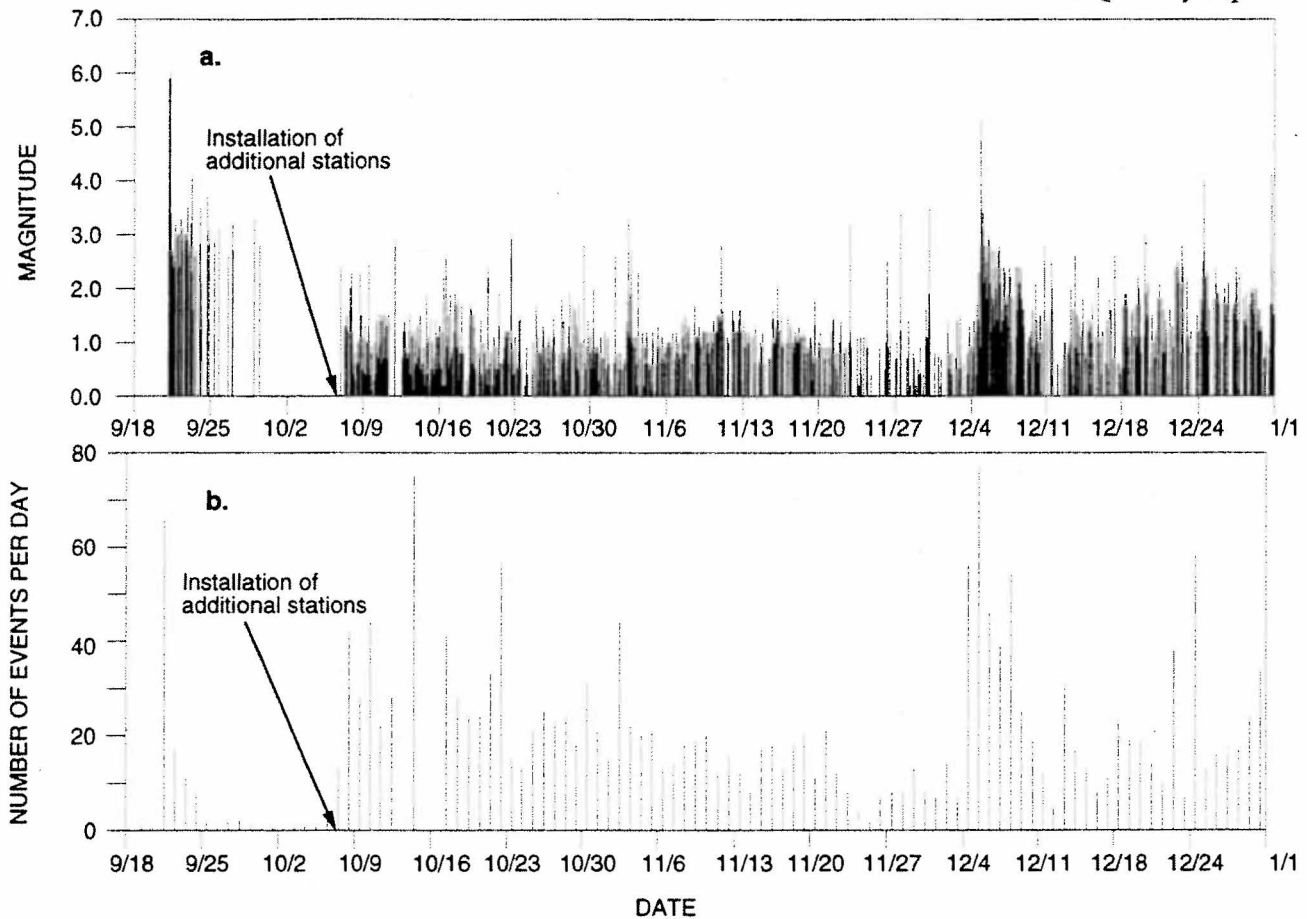 7.0
a.
6.0
5.0
Installation of
additional stations
4.0
MAGNITUDE
3.0
2.0
1.0
0.0
9/18 9/25 10/2 10/9 10/16 10/23 10/30 11/6 11/13 11/20 11/27 12/4 12/11 12/18 12/24 1/1
80
b.
60
Installation of
additional stations
NUMBER OF EVENTS PER DAY
40
20
0
9/18 9/25 10/2 10/9 10/16 10/23 10/30 11/6 11/13 11/20 11/27 12/4 12/11 12/18 12/24 1/1
DATE